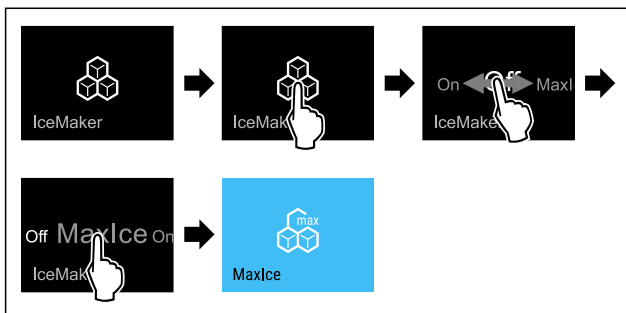 IceMaker
IceMak
On Off MaxI
IceMake
Off MaxIce On
IceMak
max
MaxIce